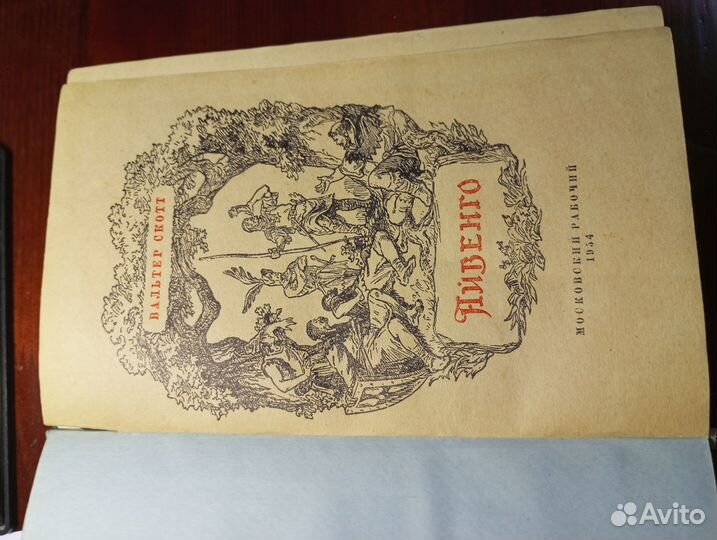 ВАЛЬТЕР СКОТТ
АЙВЕНГО
МОСКОВСКИЙ РАБОЧИЙ
1954
Avito